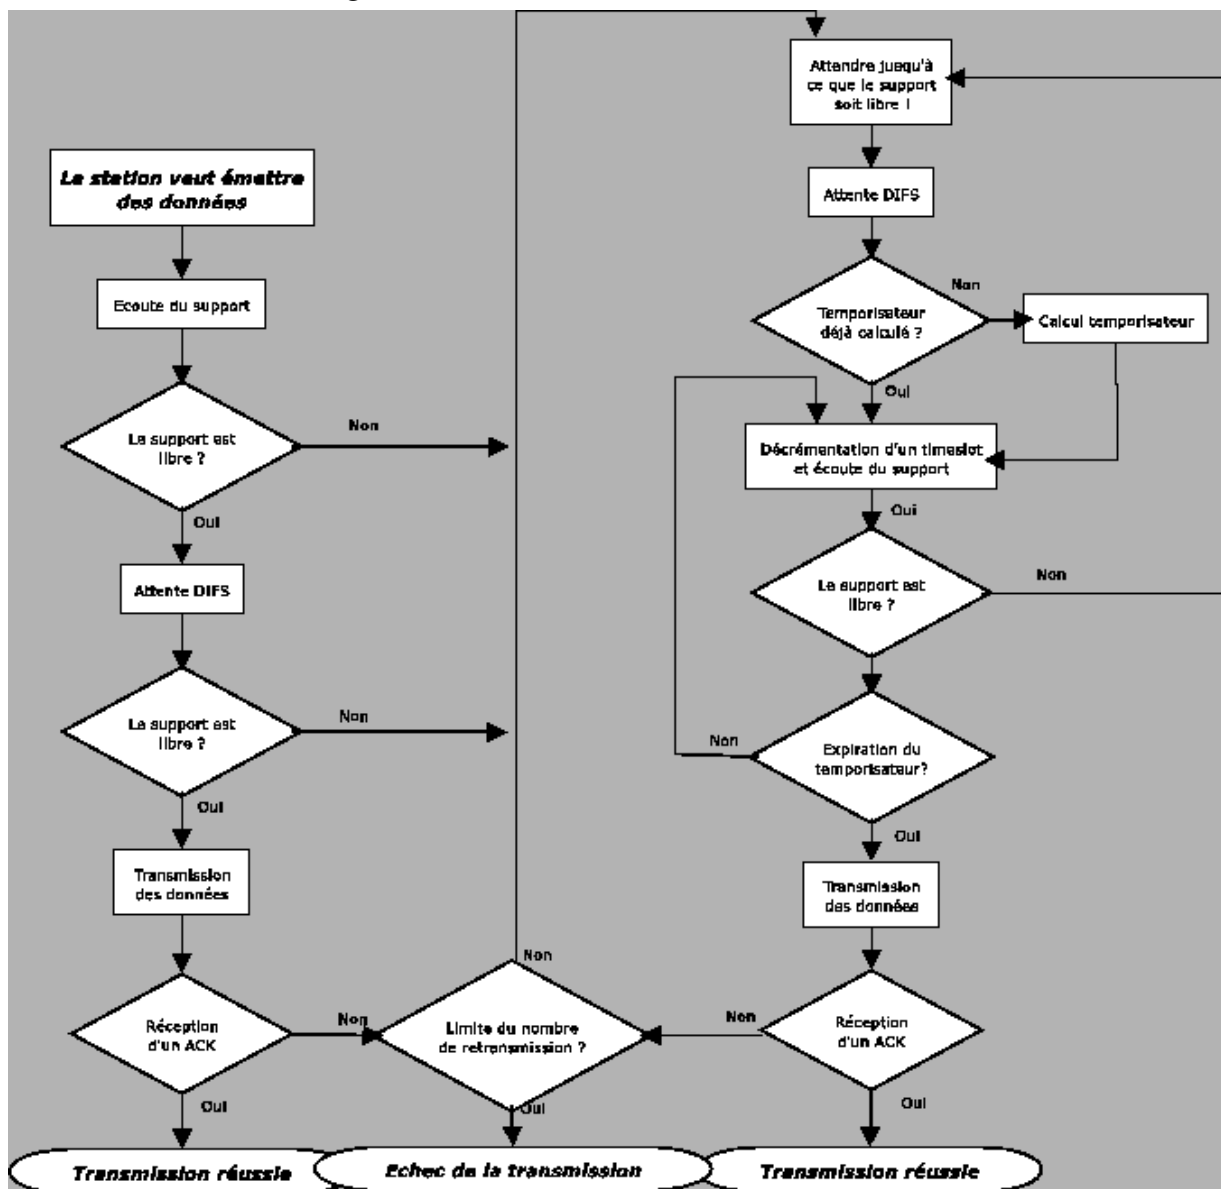 La station veut émettre
des données
Ecoute du support
Le support est
libre ?
Non
Oui
Attente DIFS
Le support est
libre ?
Non
Oui
Transmission
des données
Réception
d'un ACK
Non
Oui
Transmission réussie
Limite du nombre
de retransmission ?
Non
Oui
Echec de la transmission
Attendre jusqu'à
ce que le support
soit libre !
Attente DIFS
Temporisateur
déjà calculé ?
Non
Calcul temporisateur
Oui
Décrémentation d'un timeslot
et écoute du support
Oui
Le support est
libre ?
Non
Expiration du
temporisateur?
Non
Oui
Transmission
des données
Réception
d'un ACK
Non
Oui
Transmission réussie